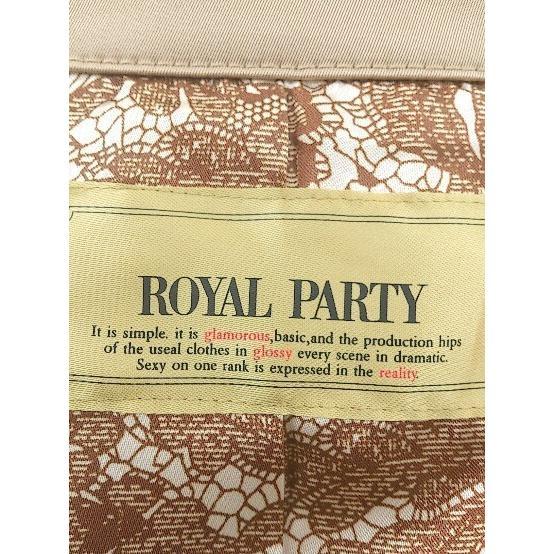 ROYAL PARTY
It is simple. it is glamorous,basic,and the production hips
of the useal clothes in glossy every scene in dramatic.
Sexy on one rank is expressed in the reality.